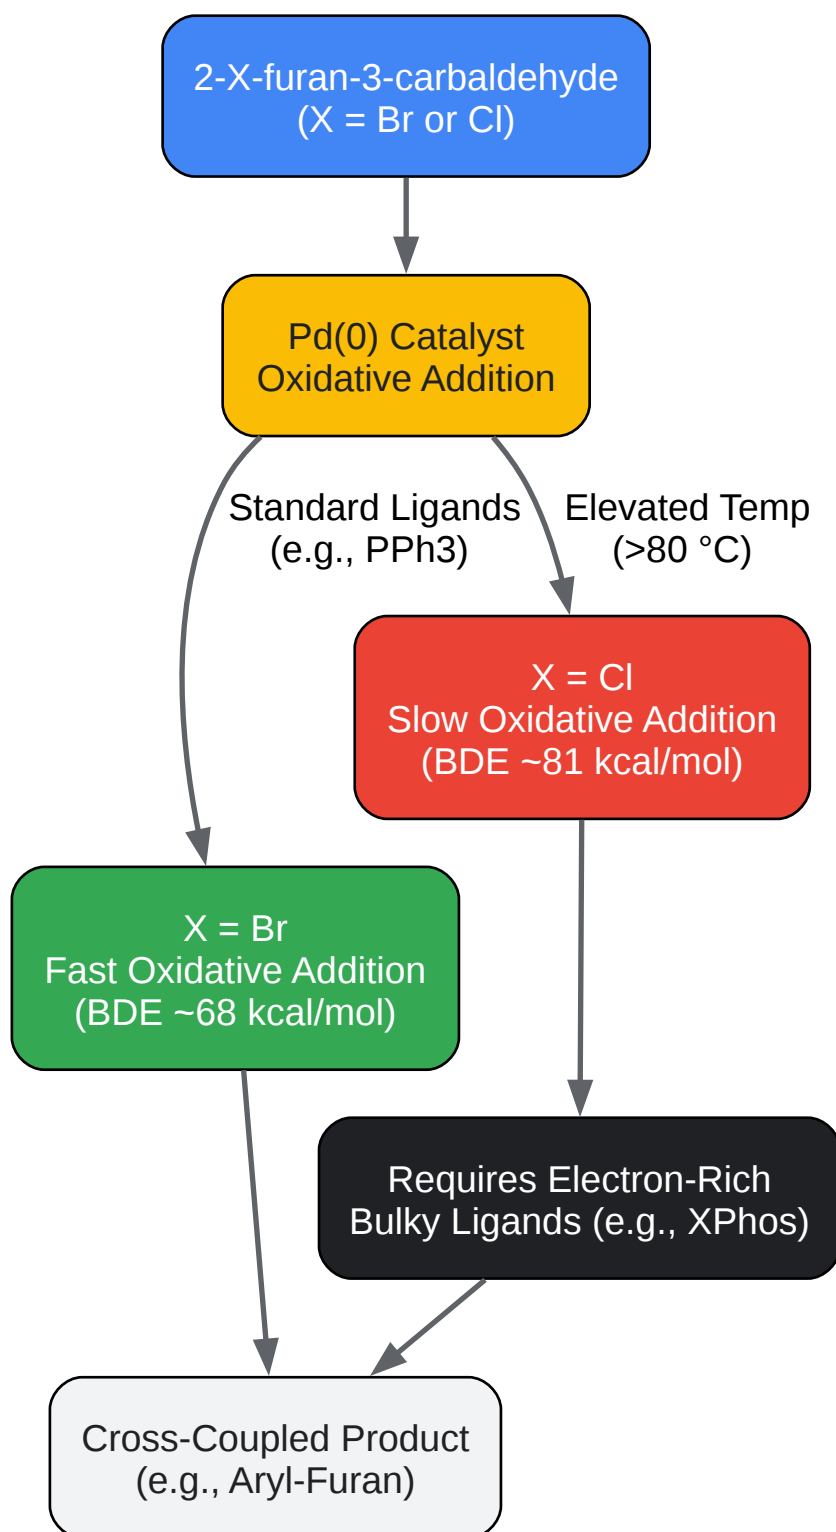 2-X-furan-3-carbaldehyde
(X = Br or Cl)
Pd(0) Catalyst
Oxidative Addition
Standard Ligands
(e.g., PPh3)
Elevated Temp
(>80 °C)
X = Cl
Slow Oxidative Addition
(BDE ~81 kcal/mol)
X = Br
Fast Oxidative Addition
(BDE ~68 kcal/mol)
Requires Electron-Rich
Bulky Ligands (e.g., XPhos)
Cross-Coupled Product
(e.g., Aryl-Furan)